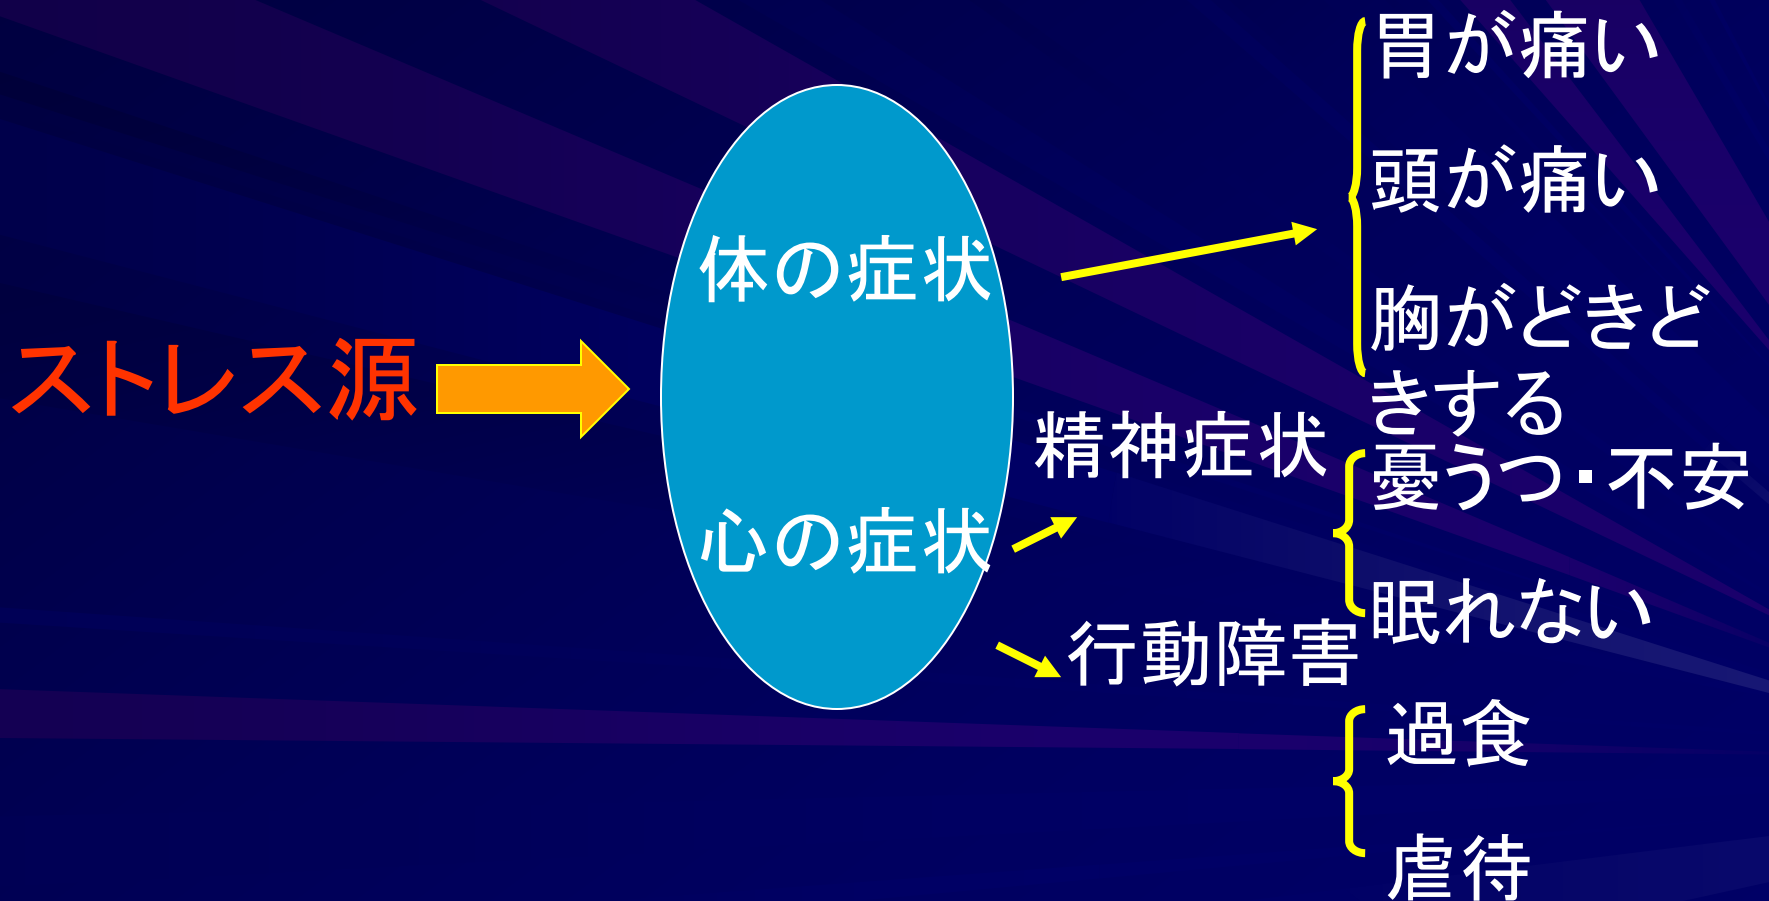 ストレス源
体の症状
心の症状
胃が痛い
頭が痛い
胸がどきど
きする
精神症状
憂うつ・不安
眠れない
行動障害
過食
虐待